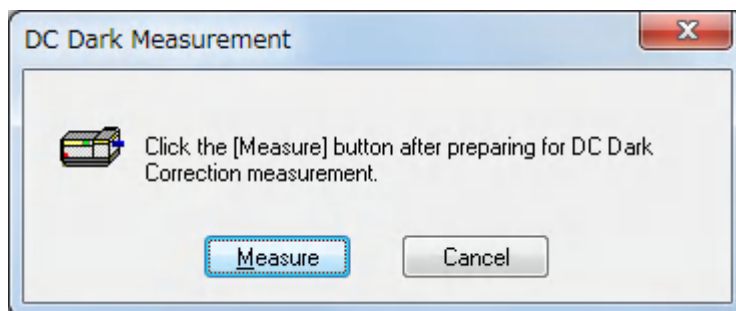 DC Dark Measurement
Click the [Measure] button after preparing for DC Dark
Correction measurement.
Measure
Cancel